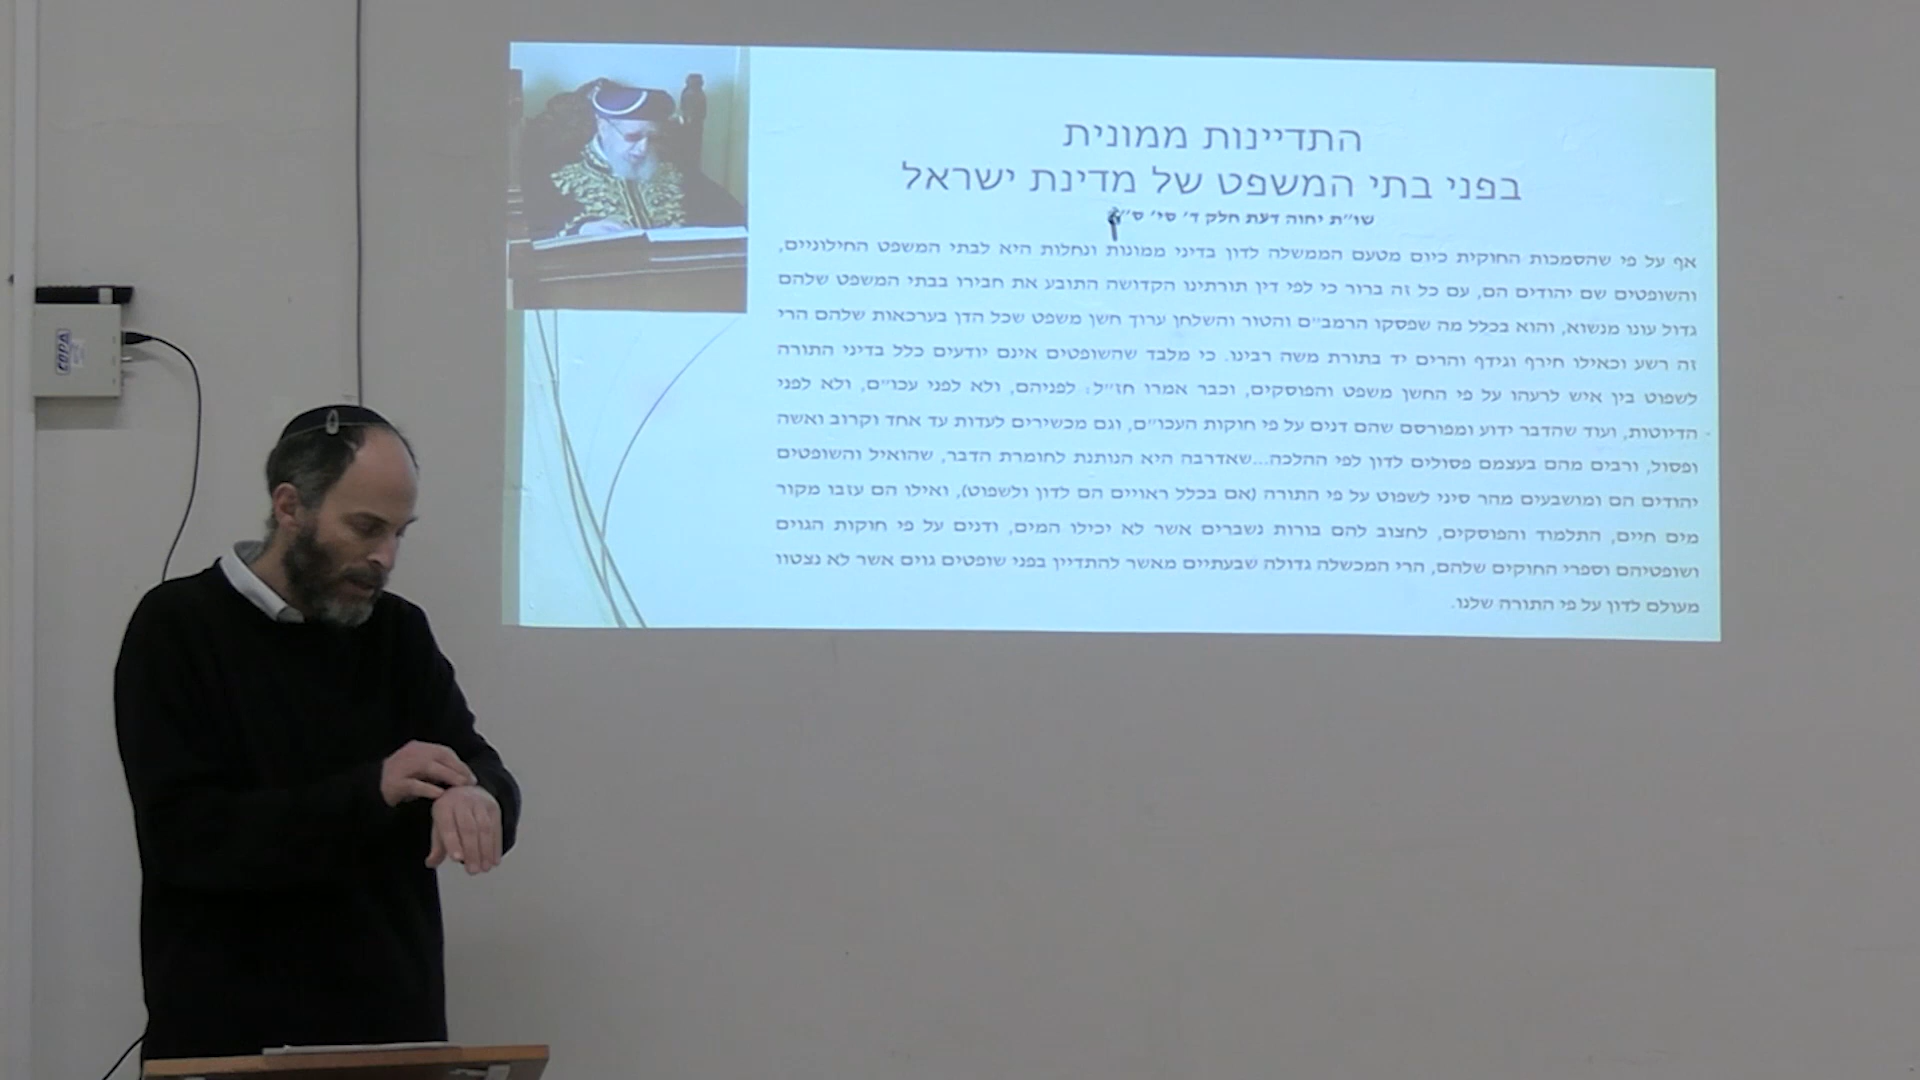 התדיינות ממונית
בפני בתי המשפט של מדינת ישראל
שו״ת יחוה דעת חלק ד׳ סי׳
אף על פי שהסמכות החוקית כיום מטעם הממשלה לדון בדיני ממונות ונחלות היא לבתי המשפט החילוניים,
והשופטים שם יהודים הם, עם כל זה ברור כי לפי דין תורתינו הקדושה התובע את חבירו בבתי המשפט שלהם
גדול עונו מנשוא, והוא בכלל מה שפסקו הרמב״ם והטור והשלחן ערוך חשן משפט שכל הדן בערכאות שלהם הרי
זה רשע וכאילו חירף וגידף והרים יד בתורת משה רבינו. כי מלבד שהשופטים אינם יודעים כלל בדיני התורה
לשפוט בין איש לרעהו על פי החשן משפט והפוסקים, וכבר אמרו חז״ל: לפניהם, ולא לפני עכו״ם, ולא לפני
הדיוטות, ועוד שהדבר ידוע ומפורסם שהם דנים על פי חוקות העכו״ם, וגם מכשירים לעדות עד אחד וקרוב ואשה
ופסול, ורבים מהם בעצמם פסולים לדון לפי ההלכה...שאדרבה היא הנותנת לחומרת הדבר, שהואיל והשופטים
יהודים הם ומושבעים מהר סיני לשפוט על פי התורה (אם בכלל ראויים הם לדון ולשפוט), ואילו הם עזבו מקור
מים חיים, התלמוד והפוסקים, לחצוב להם בורות נשברים אשר לא יכילו המים, ודנים על פי חוקות הגוים
ושופטיהם וספרי החוקים שלהם, הרי המכשלה גדולה שבעתיים מאשר להתדיין בפני שופטים גוים אשר לא נצטוו
מעולם לדון על פי התורה שלנו.